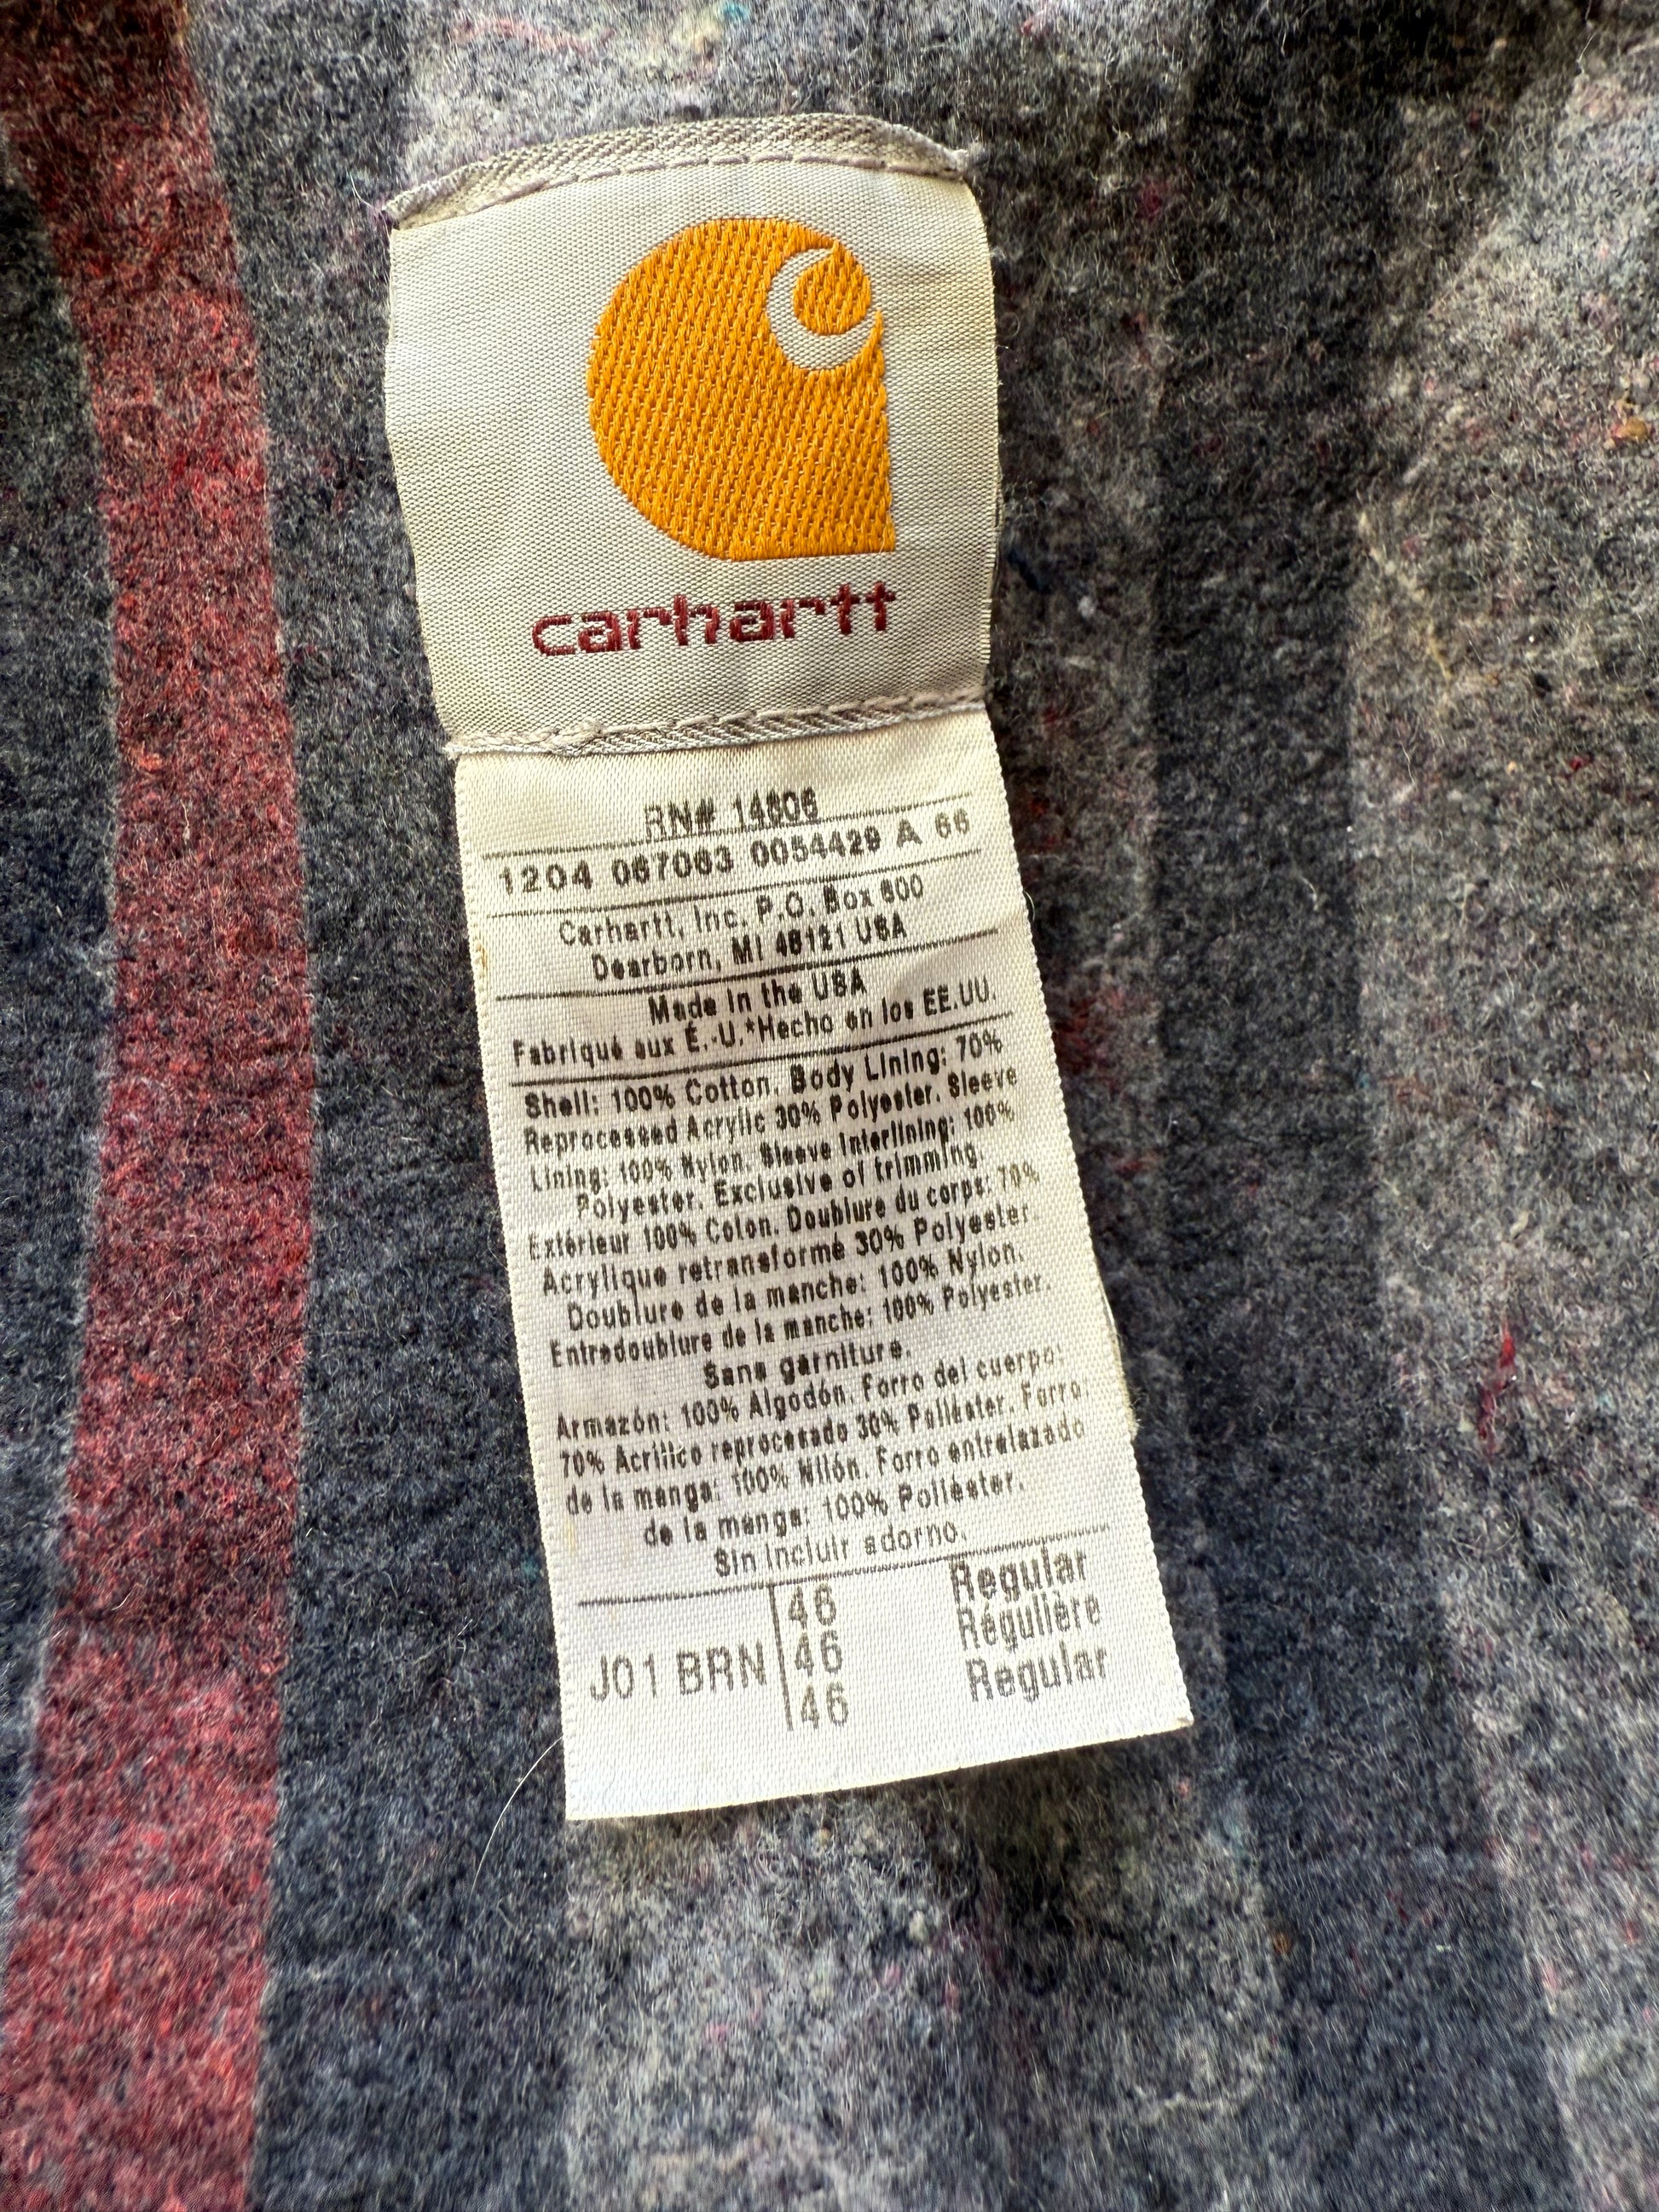 carhartt
RN# 14806
1204 067063 0054429 A 66
Carhartt, Inc. P.O. Box 600
Dearborn, MI 48121 USA
Made in the USA
Fabriqué aux É.-U.*Hecho en los EE.UU.
Shell: 100% Cotton. Body Lining: 70%
Reprocessed Acrylic 30% Polyester. Sleeve
Lining: 100% Nylon. Sleeve Interlining: 100%
Polyester. Exclusive of trimming.
Extérieur 100% Coton. Doublure du corps: 70%
Acrylique retransformé 30% Polyester.
Doublure de la manche: 100% Nylon.
Entredoublure de la manche: 100% Polyester.
Sans garniture.
Armazón: 100% Algodón. Forro del cuerpo:
70% Acrílico reprocesado 30% Poliéster. Forro
de la manga: 100% Nilón. Forro entrelazado
de la manga: 100% Poliéster.
Sin incluir adorno.
46 Regular
46 Régulière
J01 BRN
46 Regular